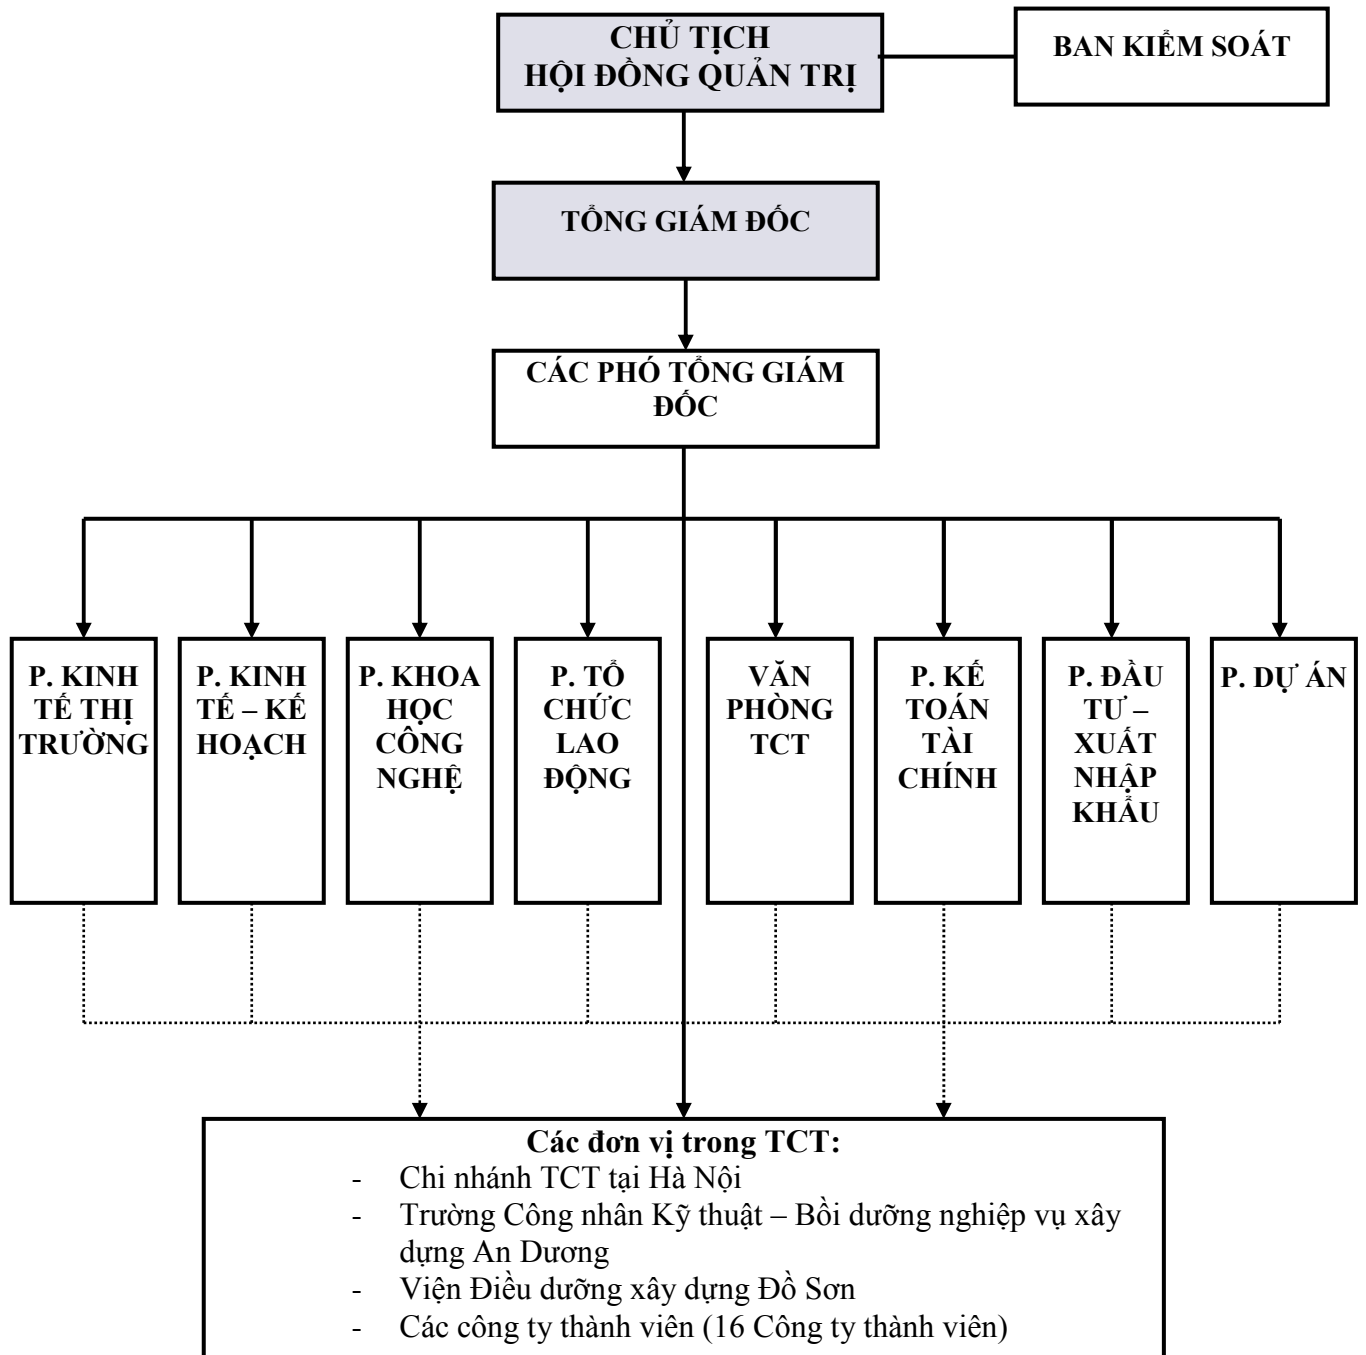 CHỦ TỊCH
HỘI ĐỒNG QUẢN TRỊ
BAN KIỂM SOÁT
TỔNG GIÁM ĐỐC
CÁC PHÓ TỔNG GIÁM
ĐỐC
P. KINH
TẾ THỊ
TRƯỜNG
P. KINH
TẾ – KẾ
HOẠCH
P. KHOA
HỌC
CÔNG
NGHỆ
P. TỔ
CHỨC
LAO
ĐỘNG
VĂN
PHÒNG
TCT
P. KẾ
TOÁN
TÀI
CHÍNH
P. ĐẦU
TƯ –
XUẤT
NHẬP
KHẨU
P. DỰ ÁN
Các đơn vị trong TCT:
- Chi nhánh TCT tại Hà Nội
- Trường Công nhân Kỹ thuật – Bồi dưỡng nghiệp vụ xây
dựng An Dương
- Viện Điều dưỡng xây dựng Đồ Sơn
- Các công ty thành viên (16 Công ty thành viên)